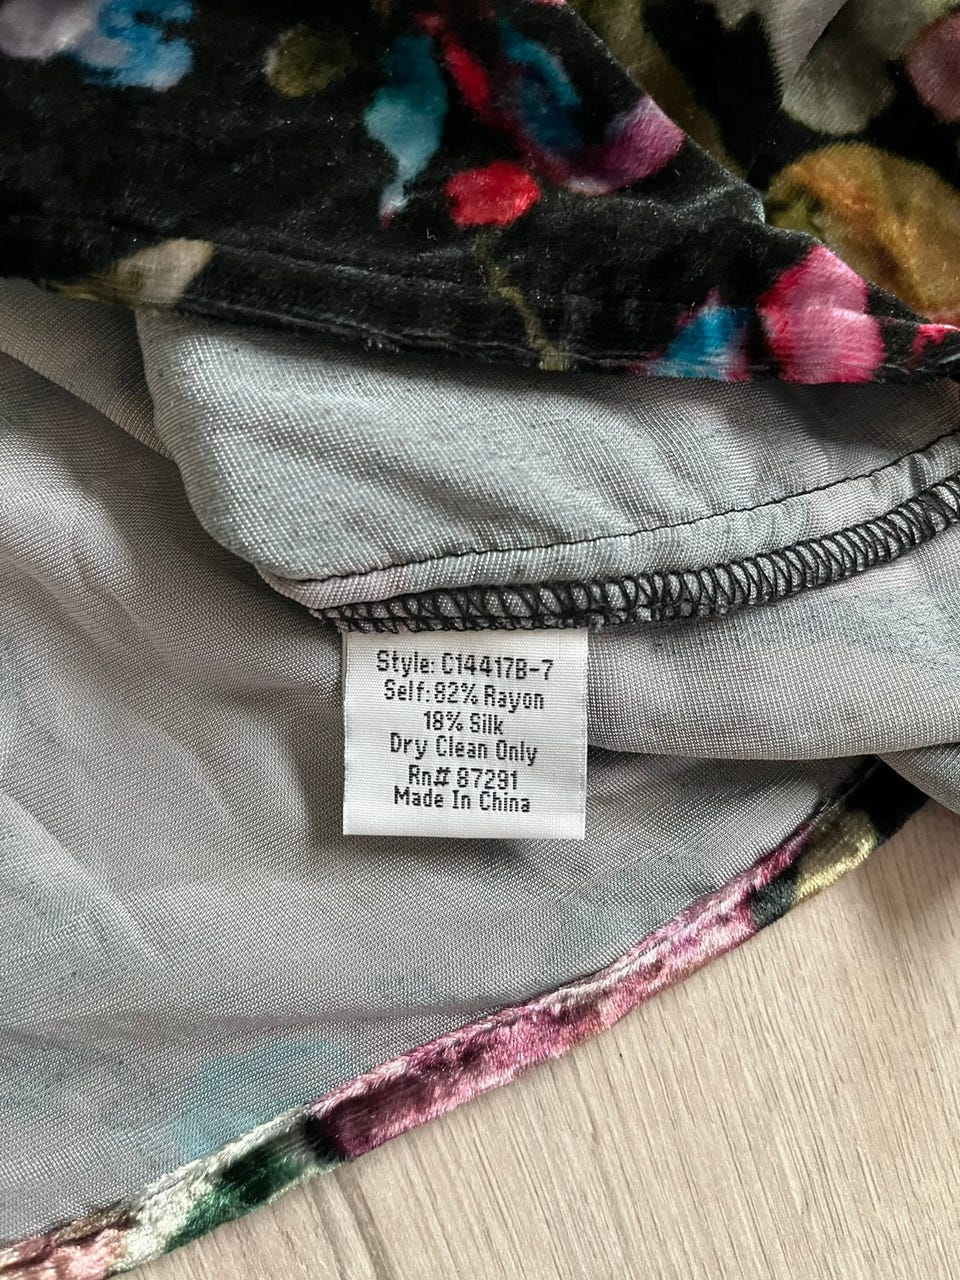 Style: C14417B-7
Self: 82% Rayon
18% Silk
Dry Clean Only
Rn# 87291
Made In China